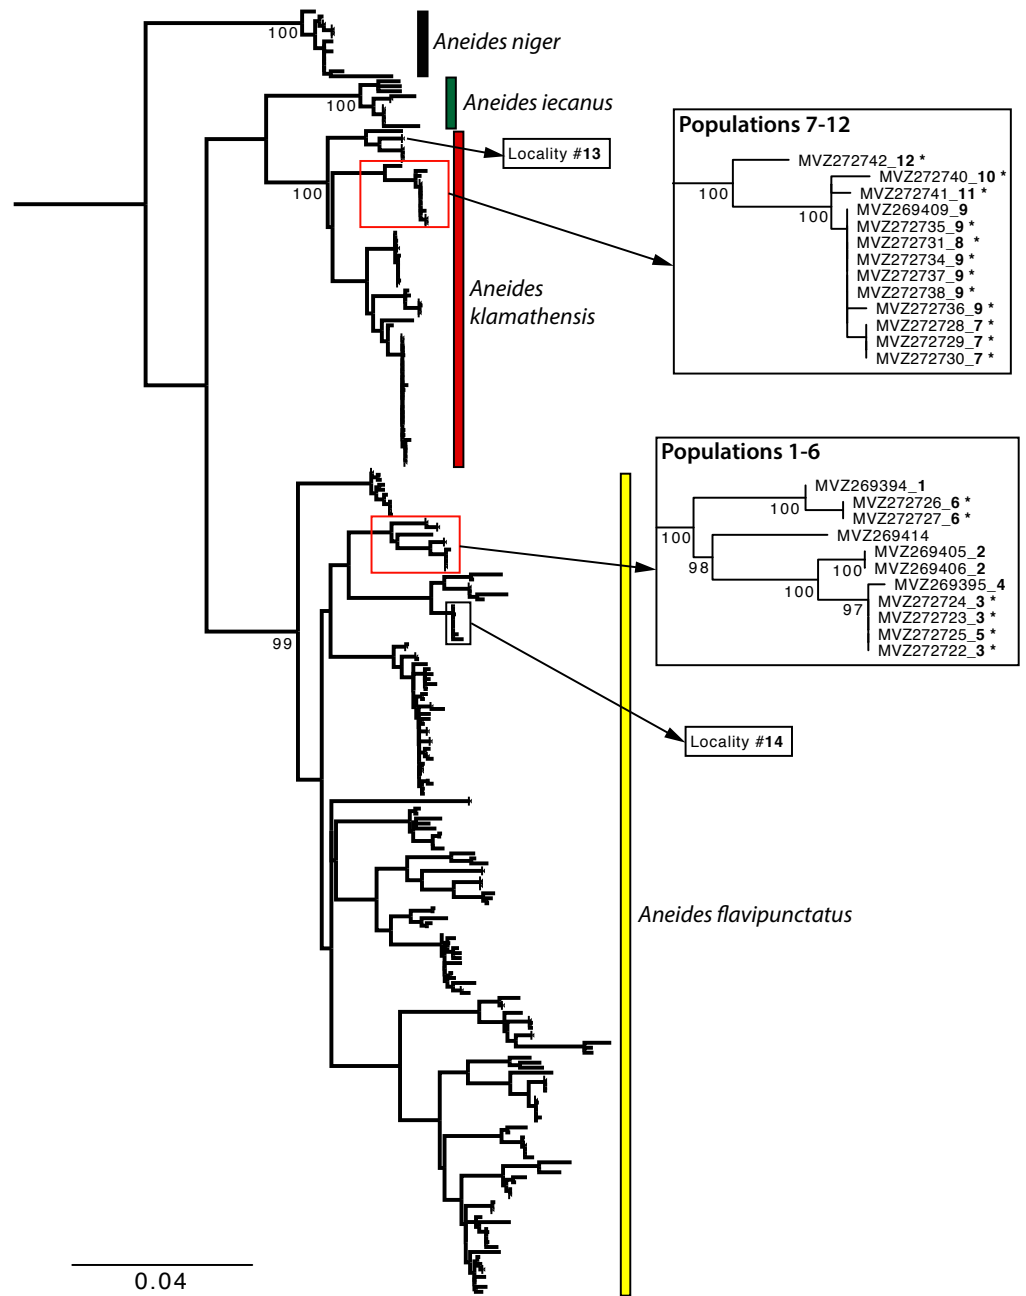 100
Aneides niger
100
Aneides iecanus
Locality #13
100
Aneides
klamathensis
Populations 7-12
MVZ272742_12 *
100
MVZ272740_10 *
MVZ272741_11 *
100
MVZ269409_9
MVZ272735_9 *
MVZ272731_8 *
MVZ272734_9 *
MVZ272737_9 *
MVZ272738_9 *
MVZ272736_9 *
MVZ272728_7 *
MVZ272729_7 *
MVZ272730_7 *
Populations 1-6
MVZ269394_1
100
MVZ272726_6 *
MVZ272727_6 *
100
MVZ269414
98
MVZ269405_2
100
MVZ269406_2
100
MVZ269395_4
97
MVZ272724_3 *
MVZ272723_3 *
MVZ272725_5 *
MVZ272722_3 *
99
Locality #14
Aneides flavipunctatus
0.04